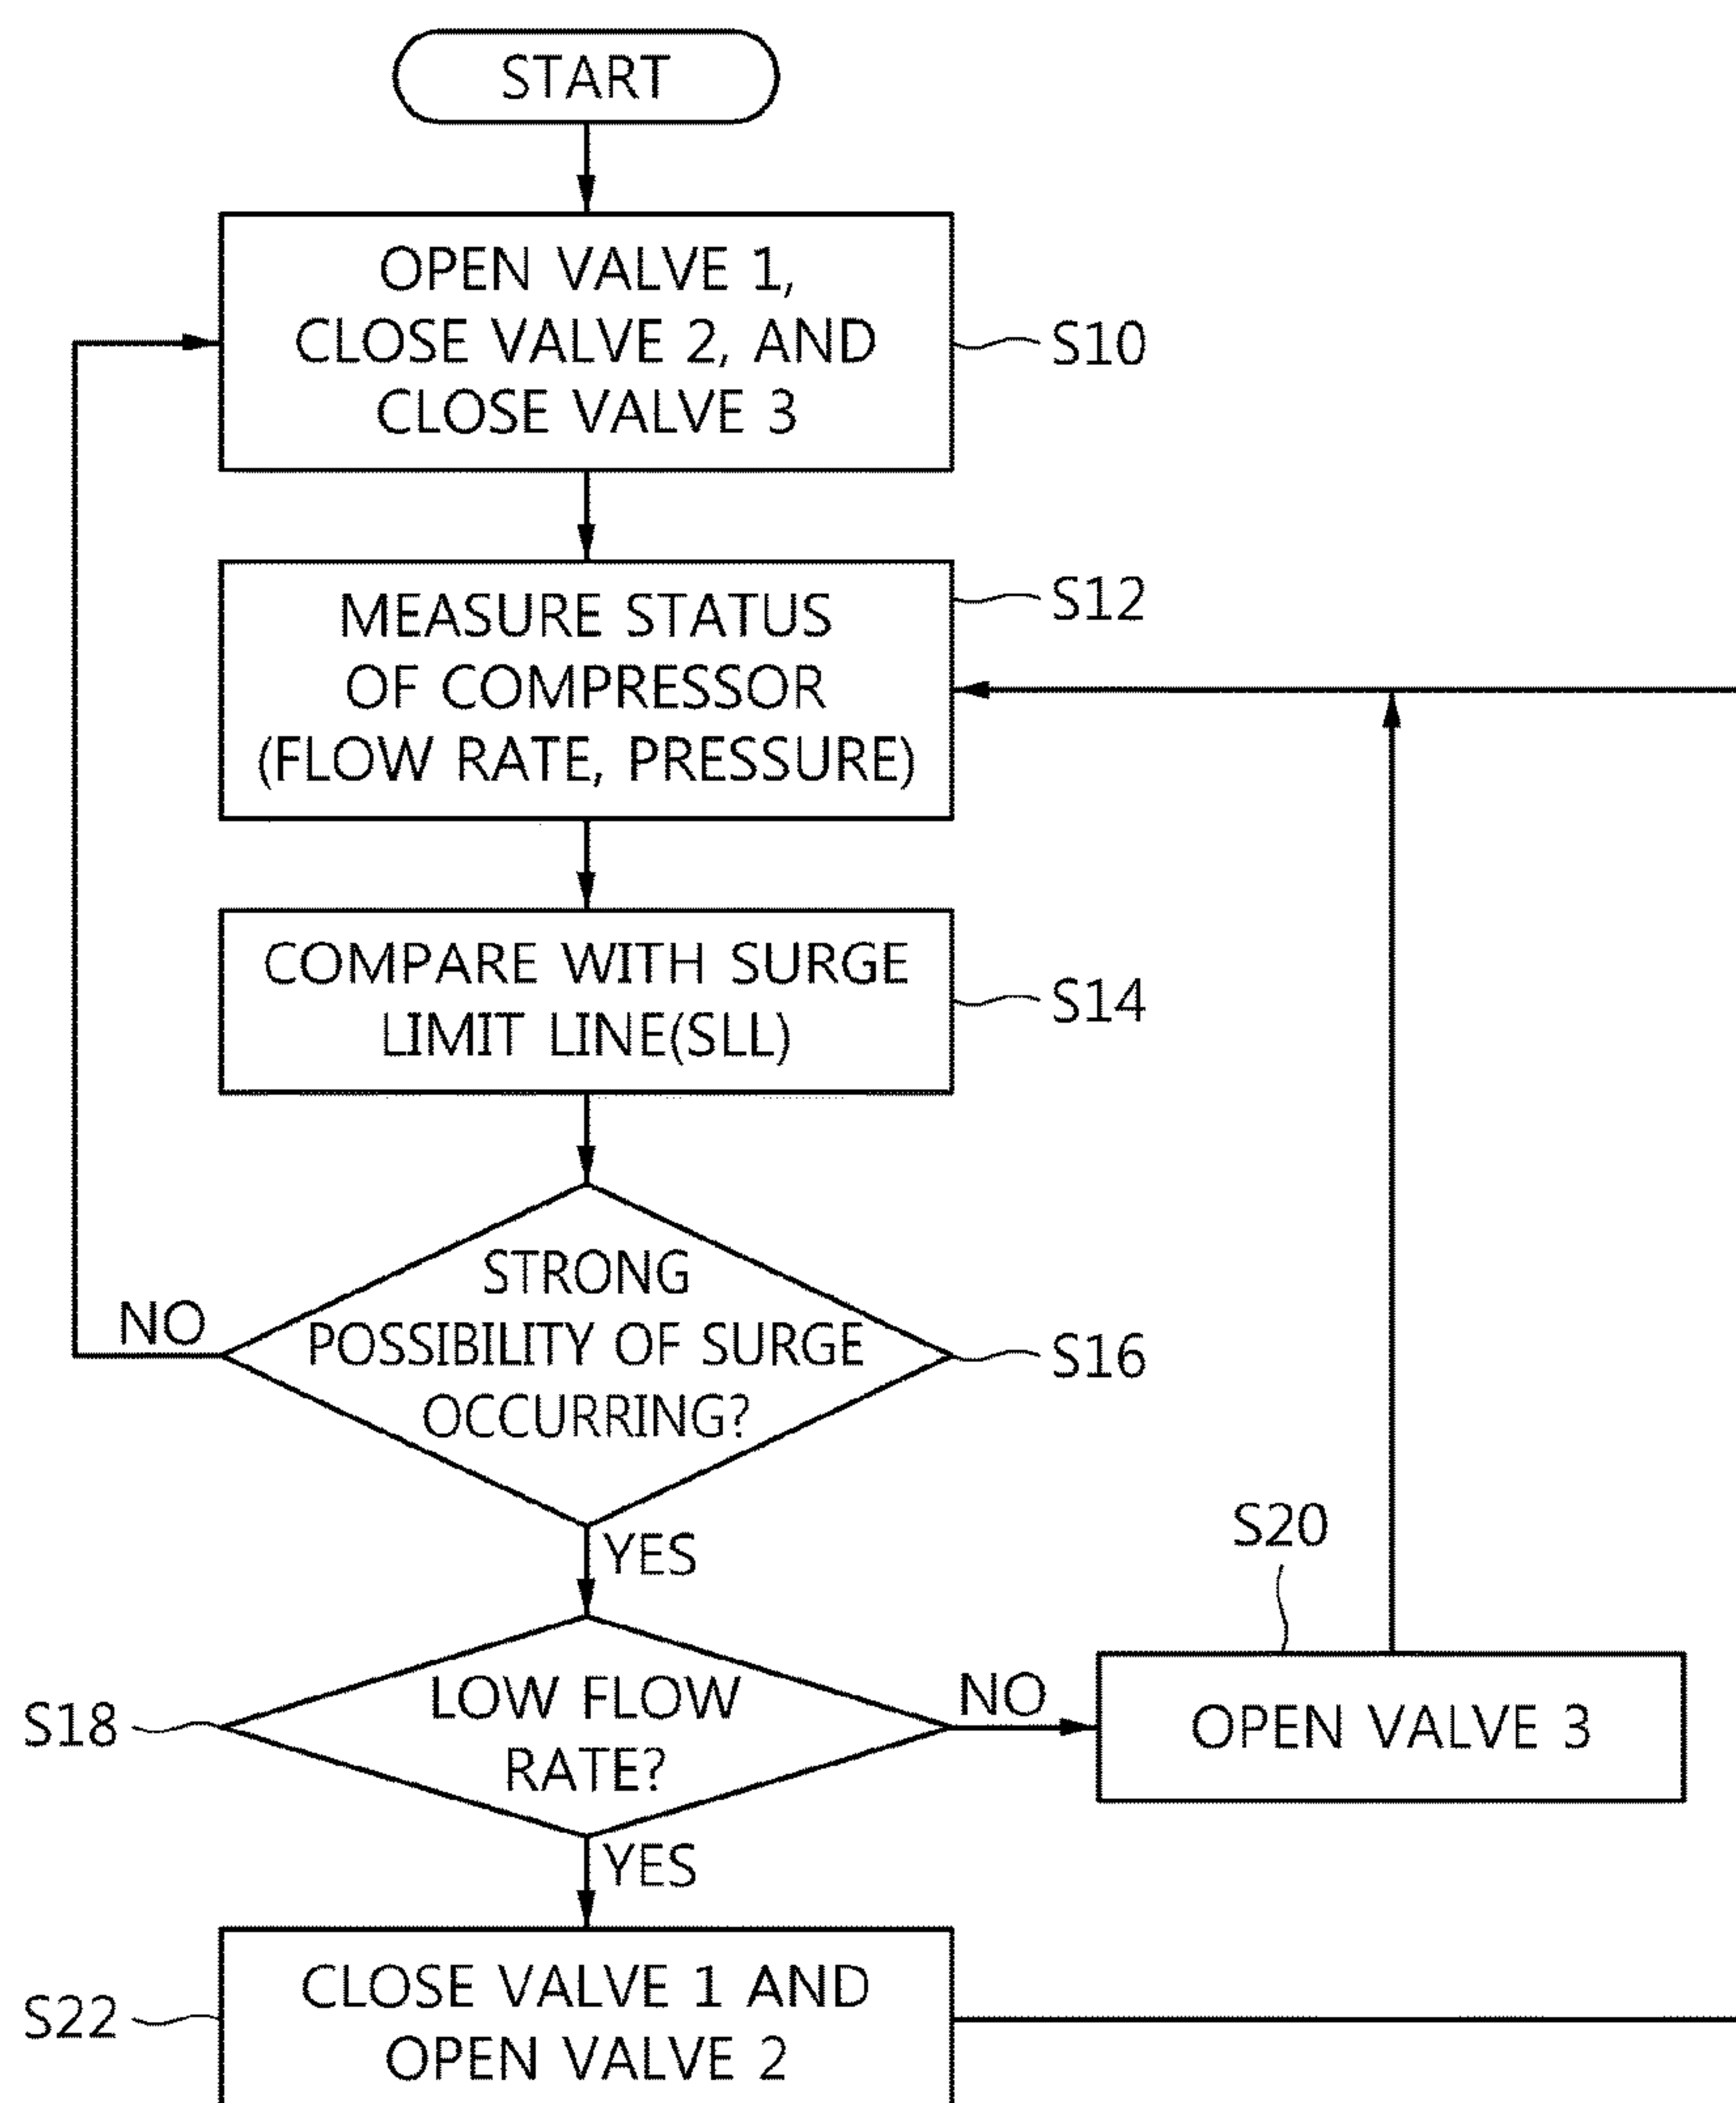 START
OPEN VALVE 1,
CLOSE VALVE 2, AND
CLOSE VALVE 3
S10
MEASURE STATUS
OF COMPRESSOR
(FLOW RATE, PRESSURE)
S12
COMPARE WITH SURGE
LIMIT LINE(SLL)
S14
STRONG
POSSIBILITY OF SURGE
OCCURRING?
S16
NO
YES
S18
LOW FLOW
RATE?
NO
S20
OPEN VALVE 3
YES
S22
CLOSE VALVE 1 AND
OPEN VALVE 2